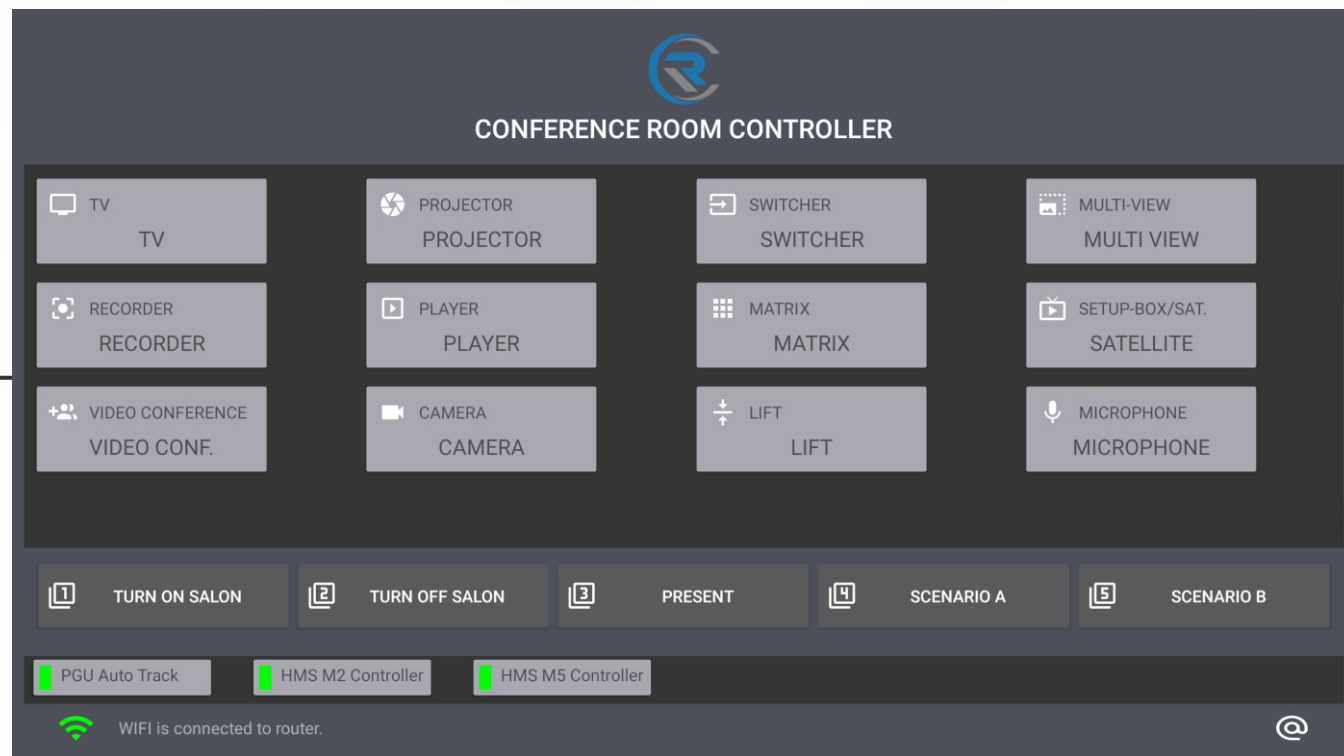 CONFERENCE ROOM CONTROLLER
TV
TV
PROJECTOR
PROJECTOR
SWITCHER
SWITCHER
MULTI-VIEW
MULTI VIEW
RECORDER
RECORDER
PLAYER
PLAYER
MATRIX
MATRIX
SETUP-BOX/SAT.
SATELLITE
VIDEO CONFERENCE
VIDEO CONF.
CAMERA
CAMERA
LIFT
LIFT
MICROPHONE
MICROPHONE
1 TURN ON SALON
2 TURN OFF SALON
3 PRESENT
4 SCENARIO A
5 SCENARIO B
PGU Auto Track
HMS M2 Controller
HMS M5 Controller
WIFI is connected to router.
@